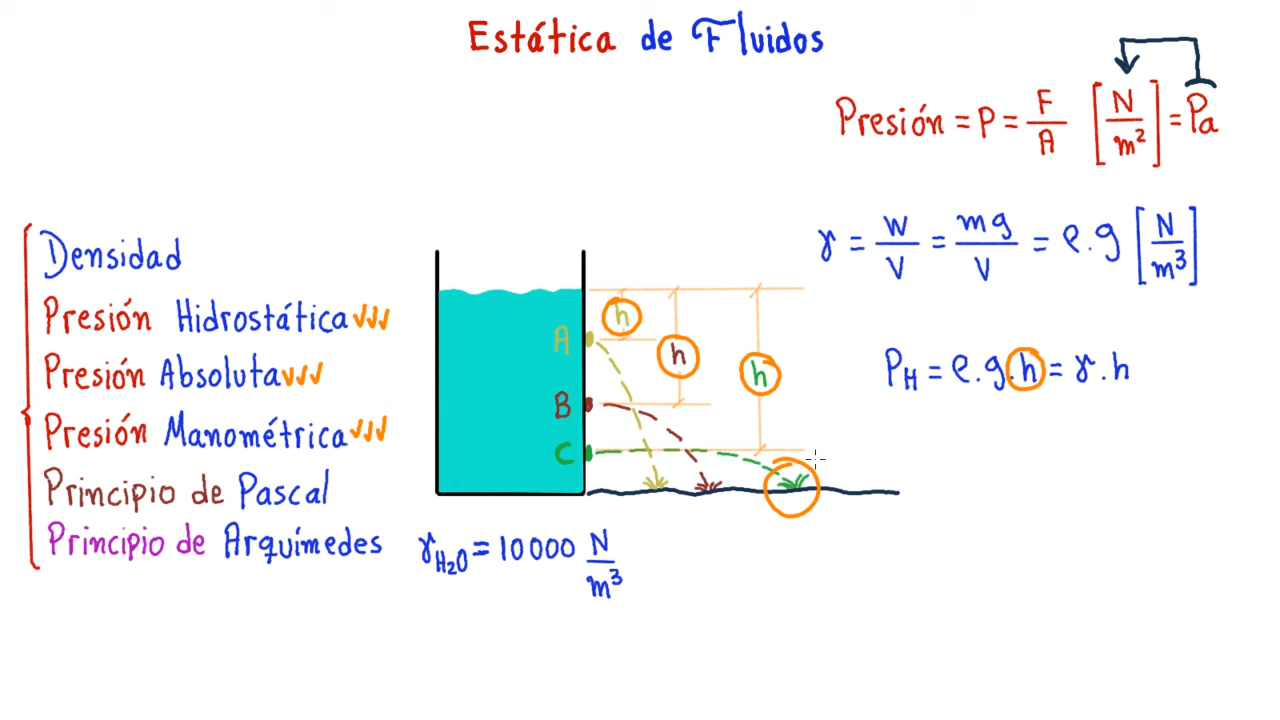 Estática de Fluidos
Presión = P = F/A [N/m²] = Pa
γ = W/V = mg/V = ρ.g [N/m³]
P_H = ρ.g.h = γ.h
Densidad
Presión Hidrostática ✓✓✓
Presión Absoluta ✓✓✓
Presión Manométrica ✓✓✓
Principio de Pascal
Principio de Arquímedes
A
B
C
h
h
h
γ_H₂O = 10000 N/m³